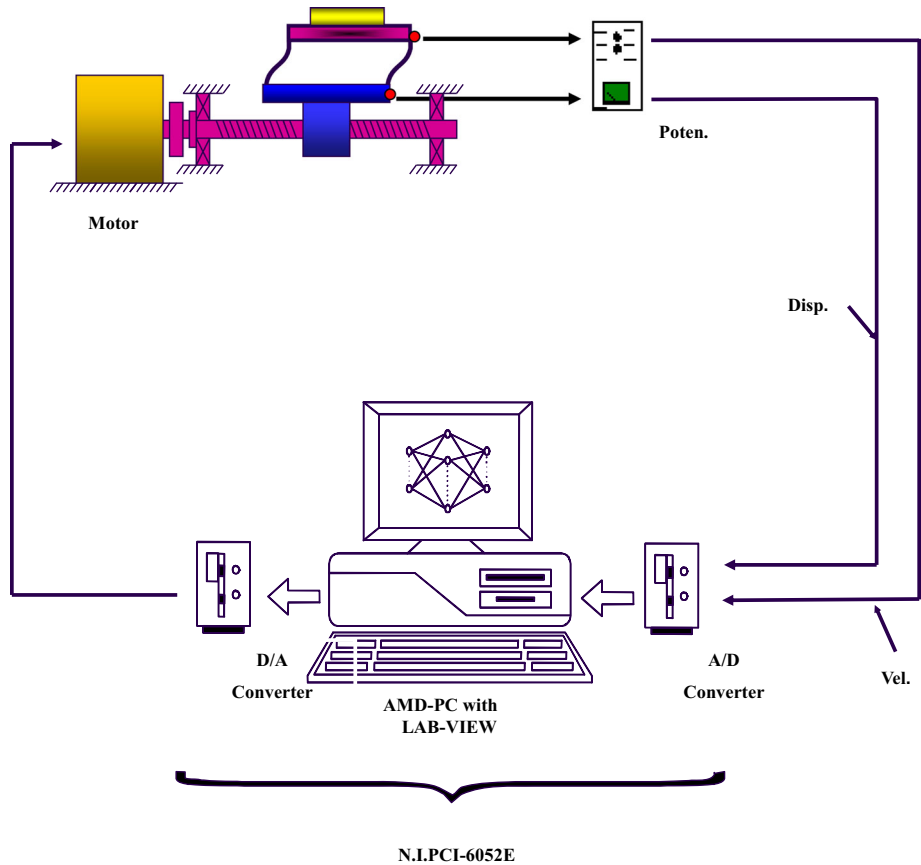 Poten.
Motor
Disp.
D/A
Converter
AMD-PC with
LAB-VIEW
A/D
Converter
Vel.
N.I.PCI-6052E